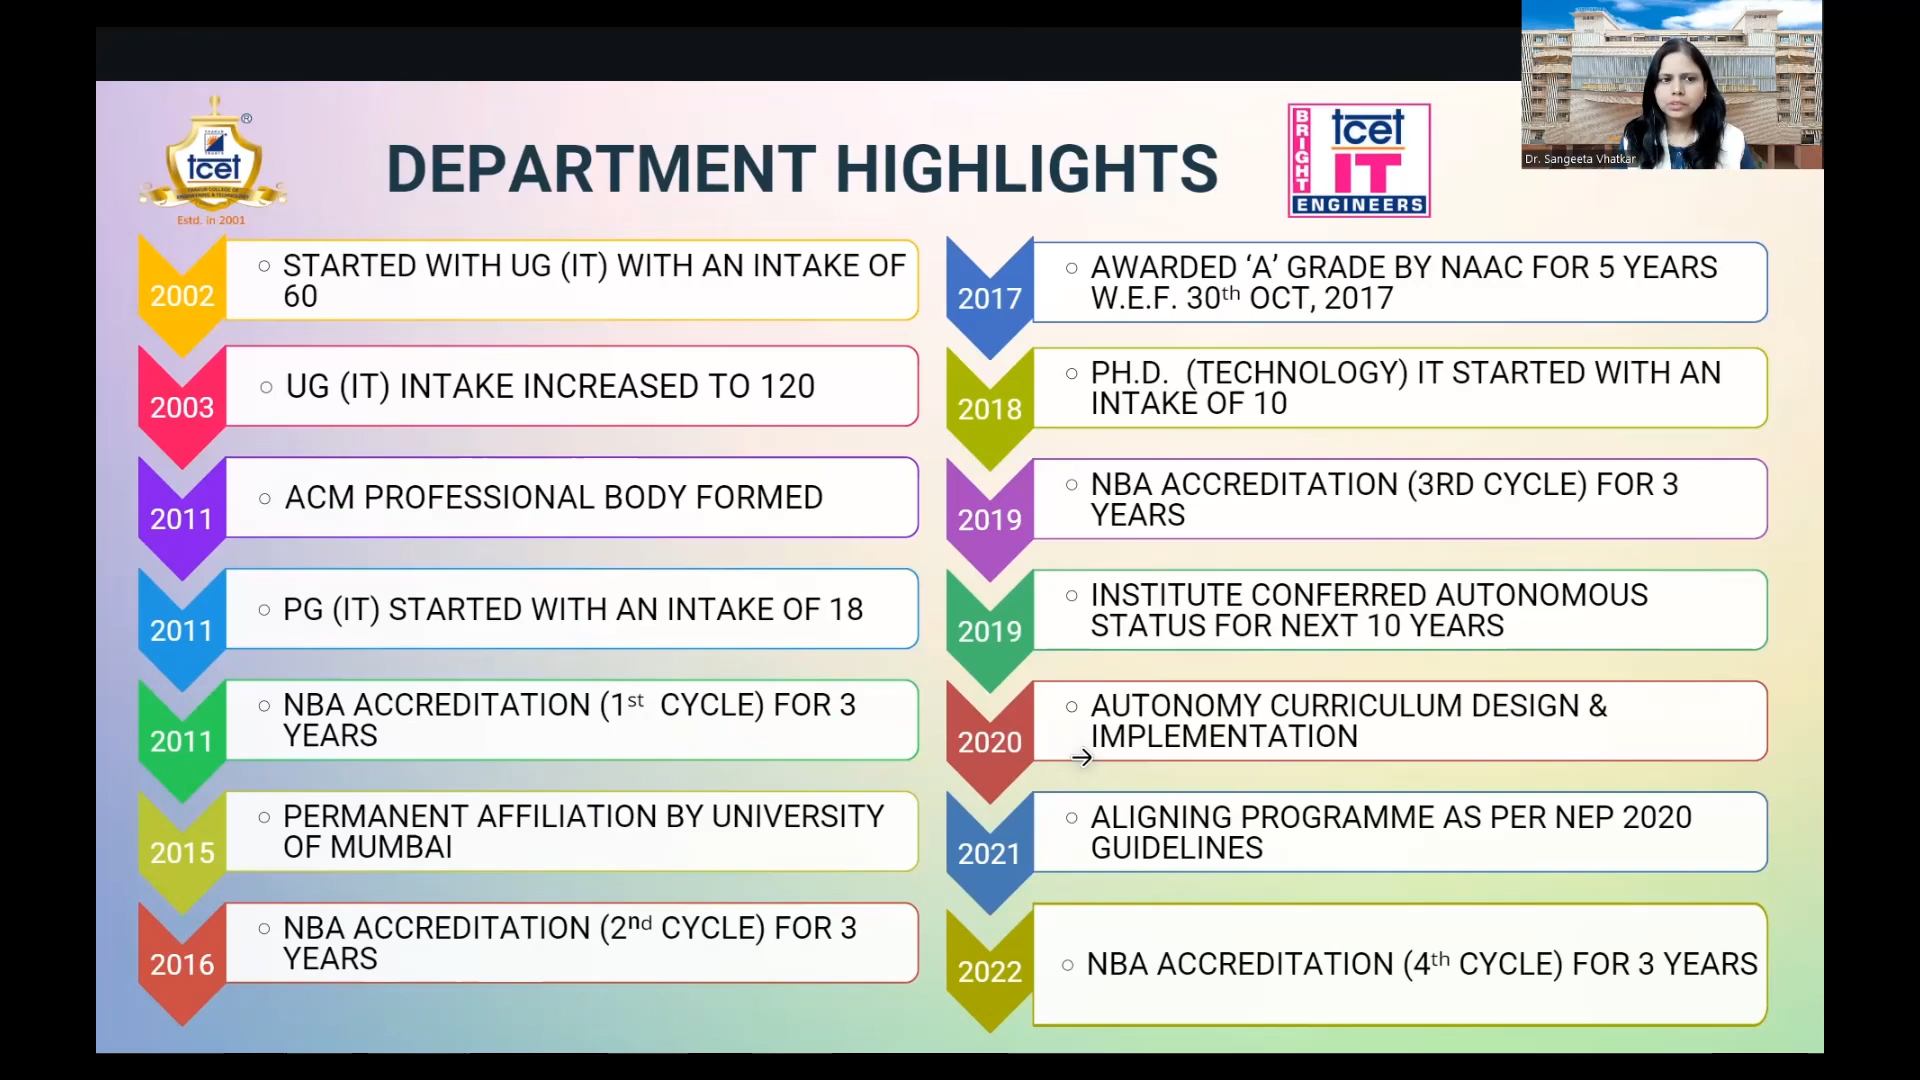 Dr. Sangeeta Vhatkar
®
tcet
Estd. in 2001
DEPARTMENT HIGHLIGHTS
BRIGHT
tcet
IT
ENGINEERS
2002
○ STARTED WITH UG (IT) WITH AN INTAKE OF
60
2003
○ UG (IT) INTAKE INCREASED TO 120
2011
○ ACM PROFESSIONAL BODY FORMED
2011
○ PG (IT) STARTED WITH AN INTAKE OF 18
2011
○ NBA ACCREDITATION (1st CYCLE) FOR 3
YEARS
2015
○ PERMANENT AFFILIATION BY UNIVERSITY
OF MUMBAI
2016
○ NBA ACCREDITATION (2nd CYCLE) FOR 3
YEARS
2017
○ AWARDED ‘A’ GRADE BY NAAC FOR 5 YEARS
W.E.F. 30th OCT, 2017
2018
○ PH.D. (TECHNOLOGY) IT STARTED WITH AN
INTAKE OF 10
2019
○ NBA ACCREDITATION (3RD CYCLE) FOR 3
YEARS
2019
○ INSTITUTE CONFERRED AUTONOMOUS
STATUS FOR NEXT 10 YEARS
2020
○ AUTONOMY CURRICULUM DESIGN &
IMPLEMENTATION
2021
○ ALIGNING PROGRAMME AS PER NEP 2020
GUIDELINES
2022
○ NBA ACCREDITATION (4th CYCLE) FOR 3 YEARS